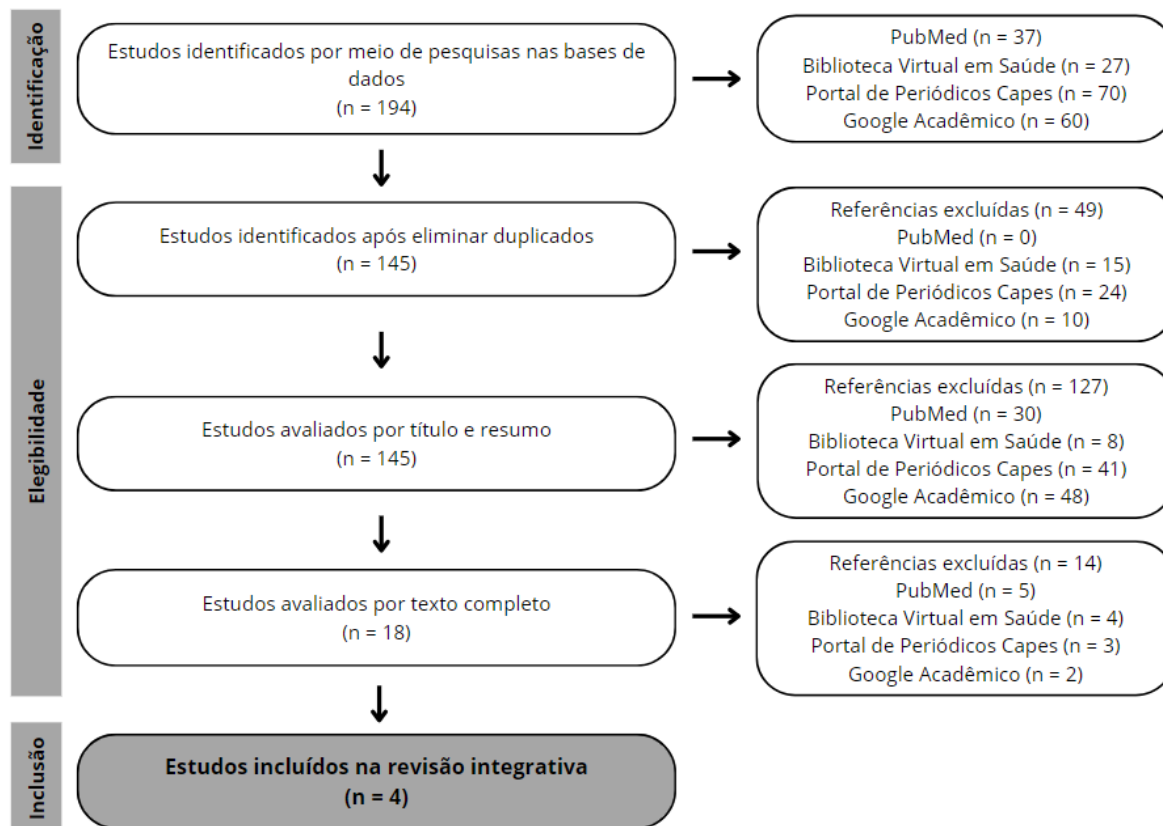 Identificação
Estudos identificados por meio de pesquisas nas bases de
dados
(n = 194)
PubMed (n = 37)
Biblioteca Virtual em Saúde (n = 27)
Portal de Periódicos Capes (n = 70)
Google Acadêmico (n = 60)
Elegibilidade
Estudos identificados após eliminar duplicados
(n = 145)
Referências excluídas (n = 49)
PubMed (n = 0)
Biblioteca Virtual em Saúde (n = 15)
Portal de Periódicos Capes (n = 24)
Google Acadêmico (n = 10)
Estudos avaliados por título e resumo
(n = 145)
Referências excluídas (n = 127)
PubMed (n = 30)
Biblioteca Virtual em Saúde (n = 8)
Portal de Periódicos Capes (n = 41)
Google Acadêmico (n = 48)
Estudos avaliados por texto completo
(n = 18)
Referências excluídas (n = 14)
PubMed (n = 5)
Biblioteca Virtual em Saúde (n = 4)
Portal de Periódicos Capes (n = 3)
Google Acadêmico (n = 2)
Inclusão
Estudos incluídos na revisão integrativa
(n = 4)